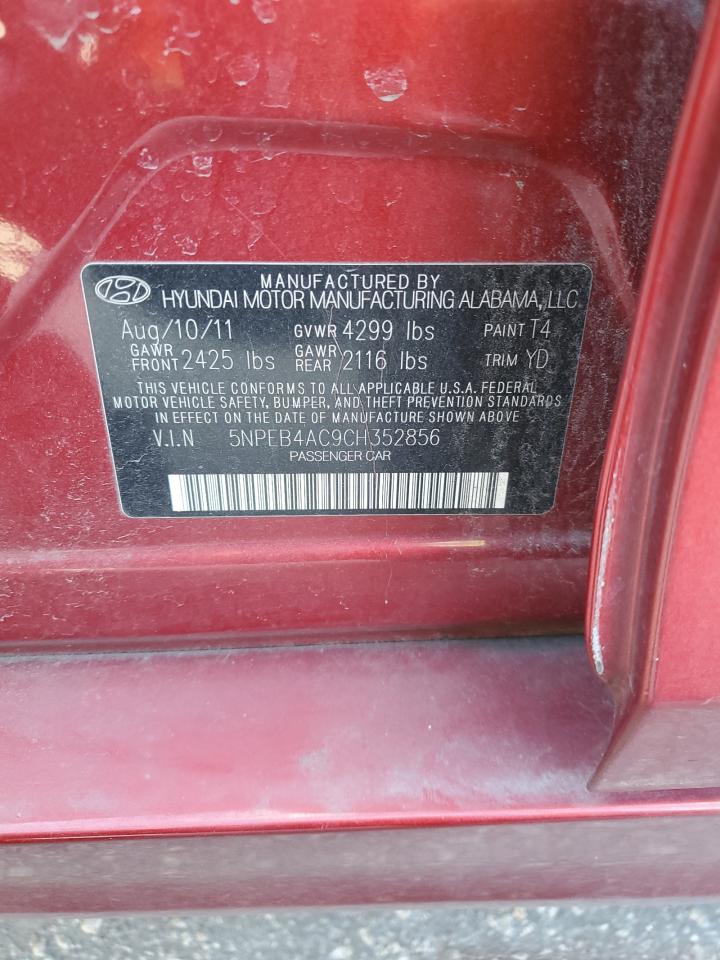 MANUFACTURED BY
HYUNDAI MOTOR MANUFACTURING ALABAMA, LLC
Aug/10/11 GVWR 4299 lbs PAINT T4
GAWR FRONT 2425 lbs GAWR REAR 2116 lbs TRIM YD
THIS VEHICLE CONFORMS TO ALL APPLICABLE U.S.A. FEDERAL
MOTOR VEHICLE SAFETY, BUMPER, AND THEFT PREVENTION STANDARDS
IN EFFECT ON THE DATE OF MANUFACTURE SHOWN ABOVE
V.I.N 5NPEB4AC9CH352856
PASSENGER CAR